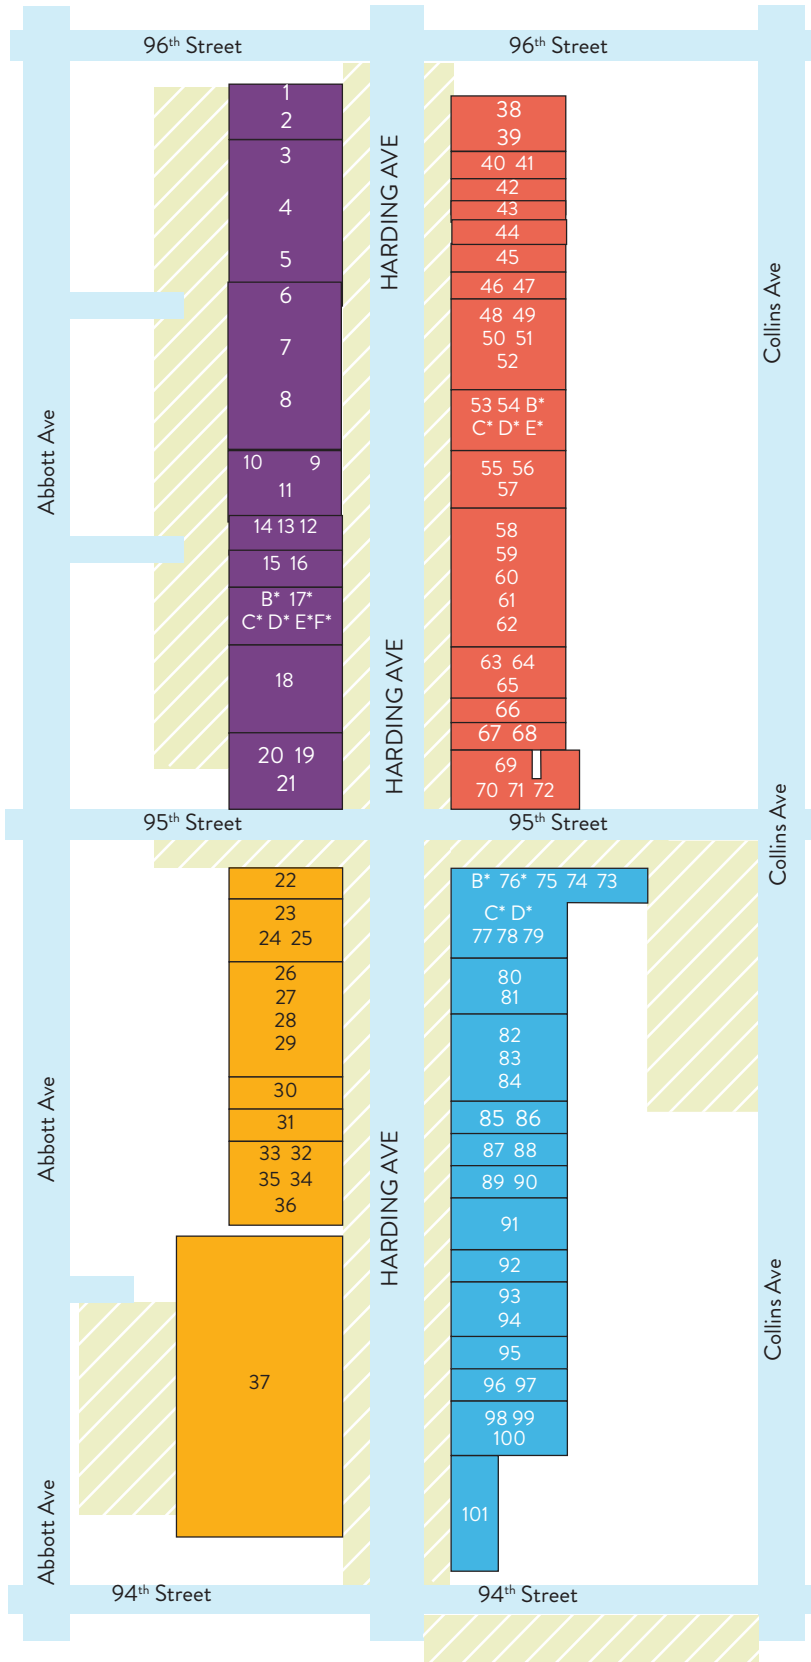 96th Street
96th Street
1
2
3
4
5
6
7
8
10 9
11
14 13 12
15 16
B* 17*
C* D* E*F*
18
20 19
21
HARDING AVE
HARDING AVE
38
39
40 41
42
43
44
45
46 47
48 49
50 51
52
53 54 B*
C* D* E*
55 56
57
58
59
60
61
62
63 64
65
66
67 68
69
70 71 72
Abbott Ave
Collins Ave
95th Street
95th Street
Collins Ave
22
23
24 25
26
27
28
29
30
31
33 32
35 34
36
37
Abbott Ave
Abbott Ave
HARDING AVE
B* 76* 75 74 73
C* D*
77 78 79
80
81
82
83
84
85 86
87 88
89 90
91
92
93
94
95
96 97
98 99
100
101
Collins Ave
94th Street
94th Street